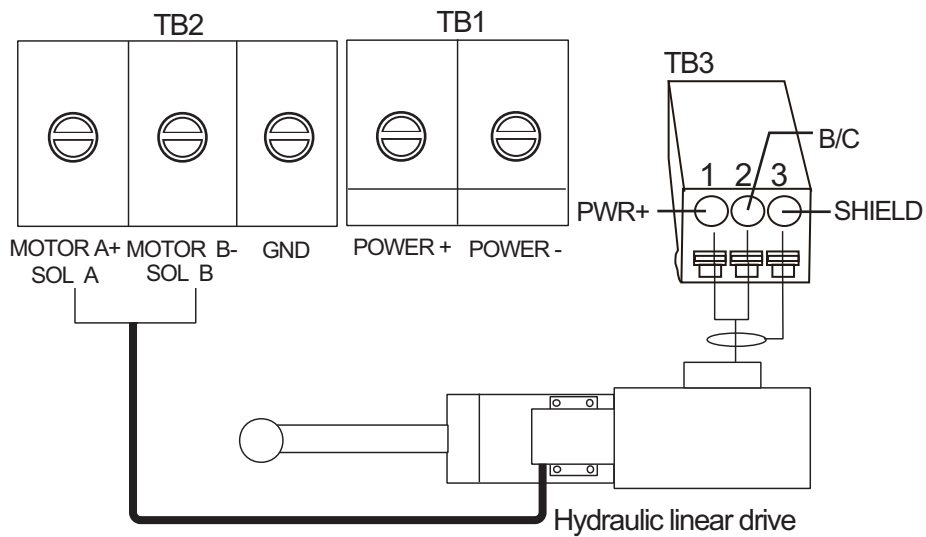 TB2
TB1
TB3
B/C
1 2 3
PWR+
SHIELD
MOTOR A+ MOTOR B- GND POWER + POWER -
SOL A SOL B
Hydraulic linear drive